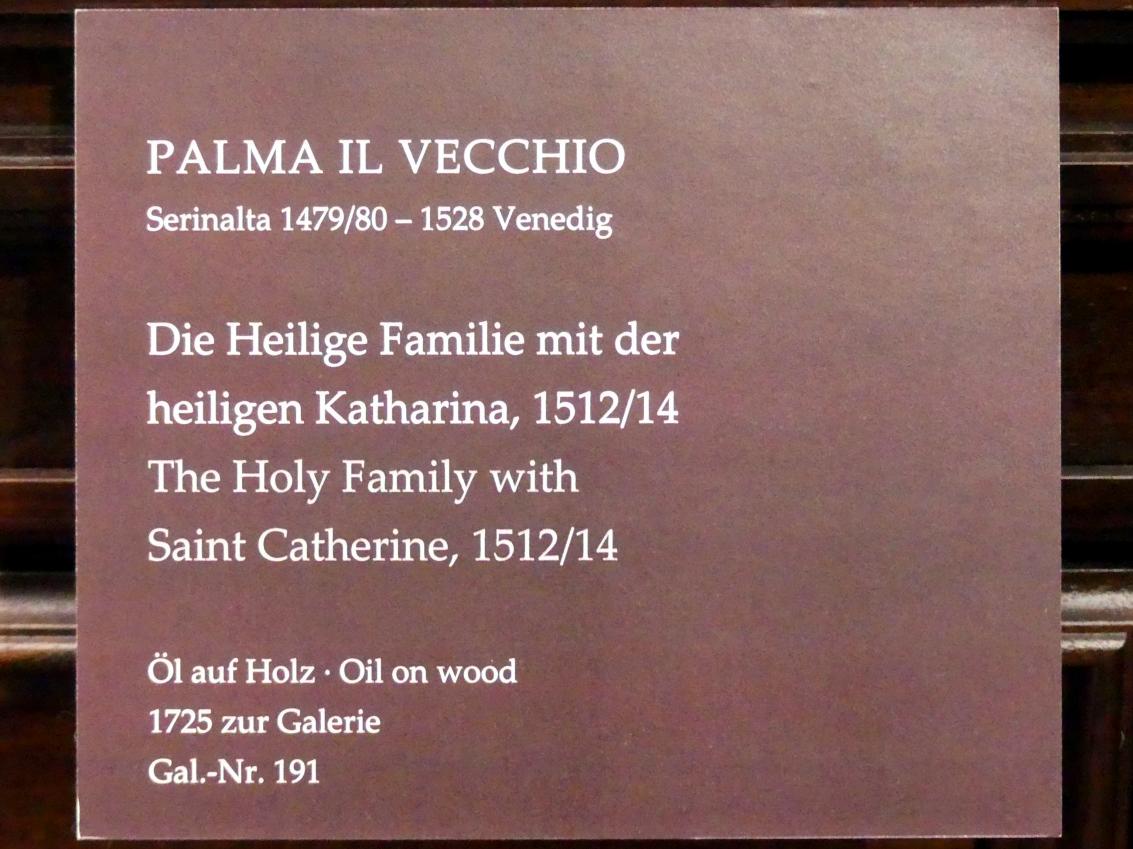 PALMA IL VECCHIO
Serinalta 1479/80 – 1528 Venedig
Die Heilige Familie mit der
heiligen Katharina, 1512/14
The Holy Family with
Saint Catherine, 1512/14
Öl auf Holz · Oil on wood
1725 zur Galerie
Gal.-Nr. 191